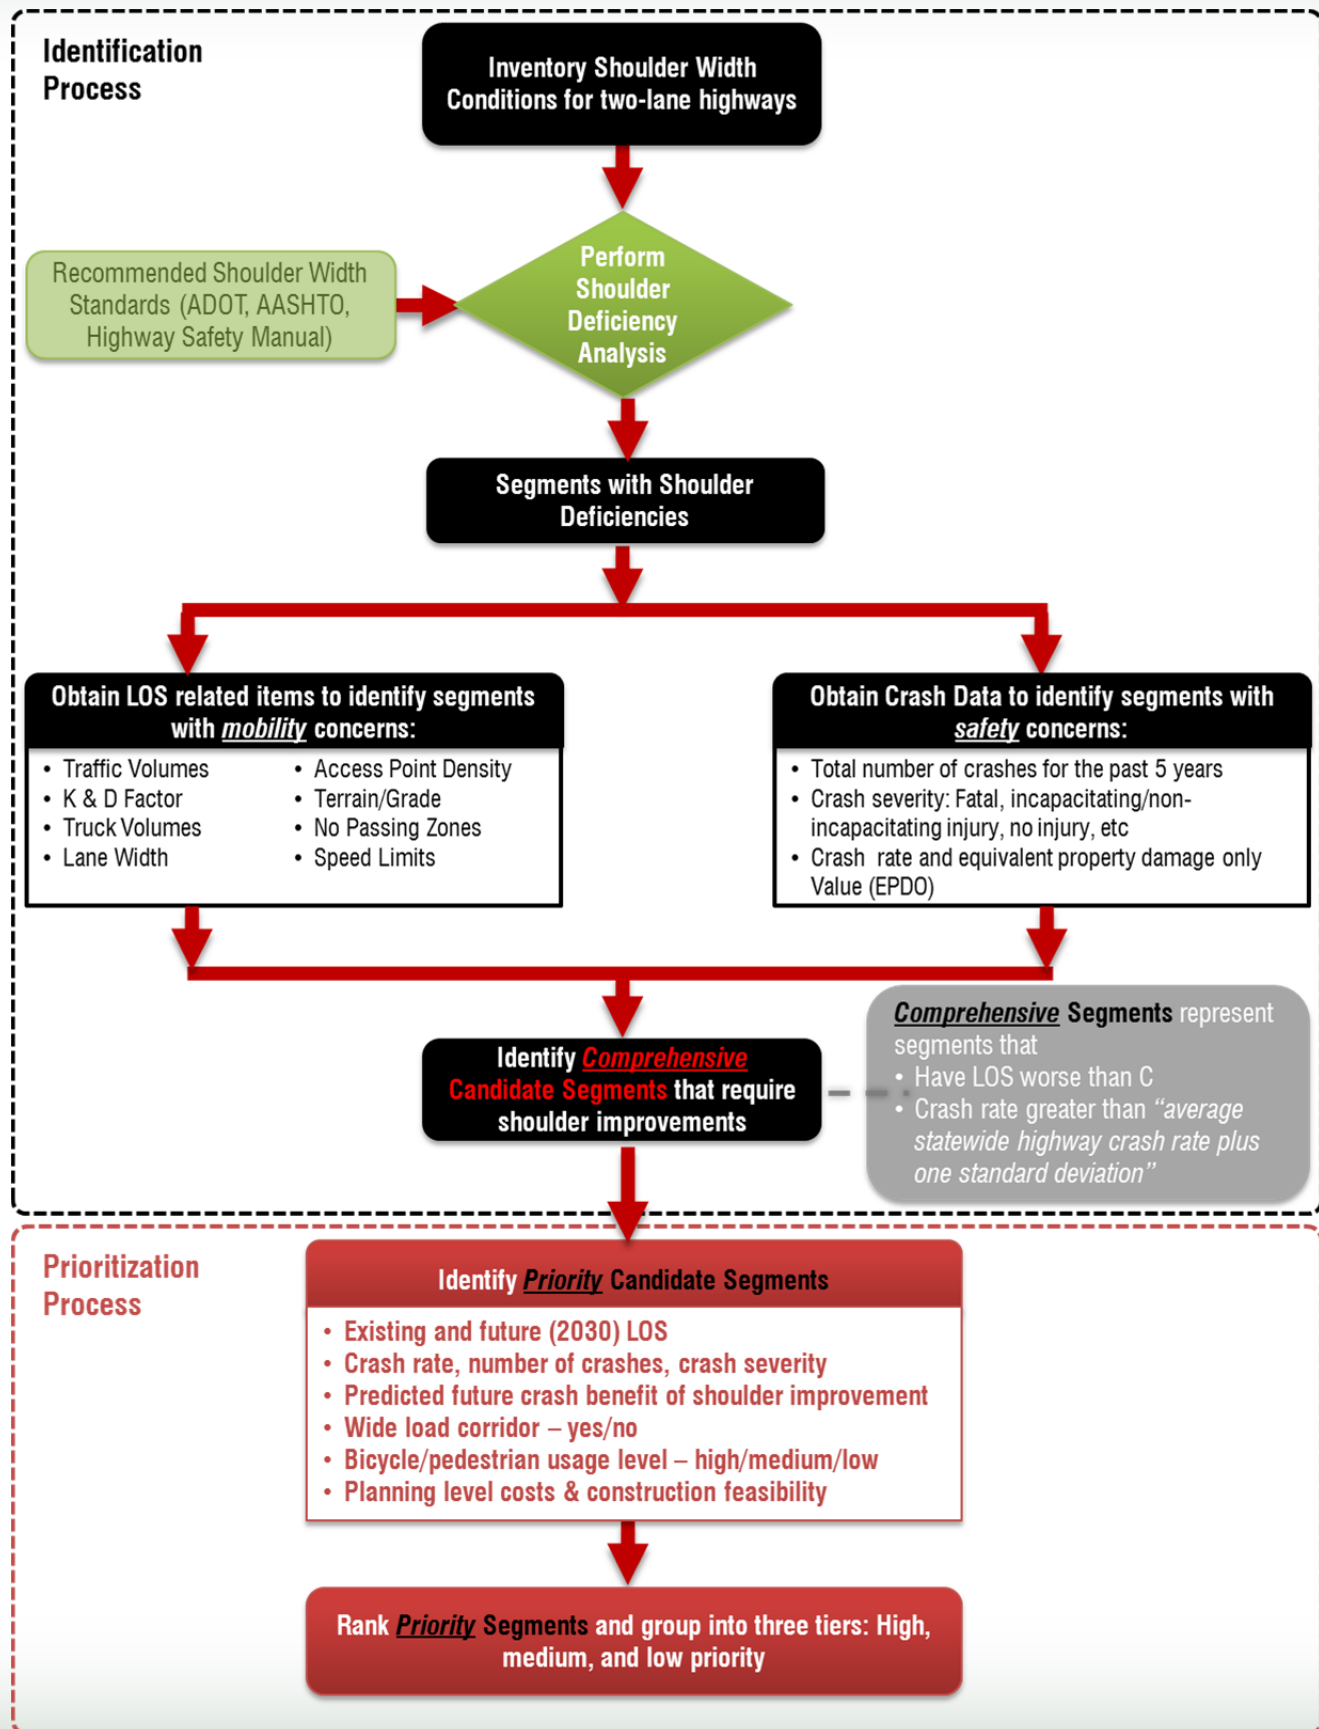 Identification
Process
Inventory Shoulder Width
Conditions for two-lane highways
Recommended Shoulder Width
Standards (ADOT, AASHTO,
Highway Safety Manual)
Perform
Shoulder
Deficiency
Analysis
Segments with Shoulder
Deficiencies
Obtain LOS related items to identify segments
with mobility concerns:
• Traffic Volumes
• K & D Factor
• Truck Volumes
• Lane Width
• Access Point Density
• Terrain/Grade
• No Passing Zones
• Speed Limits
Obtain Crash Data to identify segments with
safety concerns:
• Total number of crashes for the past 5 years
• Crash severity: Fatal, incapacitating/non-
incapacitating injury, no injury, etc
• Crash rate and equivalent property damage only
Value (EPDO)
Identify Comprehensive
Candidate Segments that require
shoulder improvements
Comprehensive Segments represent
segments that
• Have LOS worse than C
• Crash rate greater than “average
statewide highway crash rate plus
one standard deviation”
Prioritization
Process
Identify Priority Candidate Segments
• Existing and future (2030) LOS
• Crash rate, number of crashes, crash severity
• Predicted future crash benefit of shoulder improvement
• Wide load corridor – yes/no
• Bicycle/pedestrian usage level – high/medium/low
• Planning level costs & construction feasibility
Rank Priority Segments and group into three tiers: High,
medium, and low priority